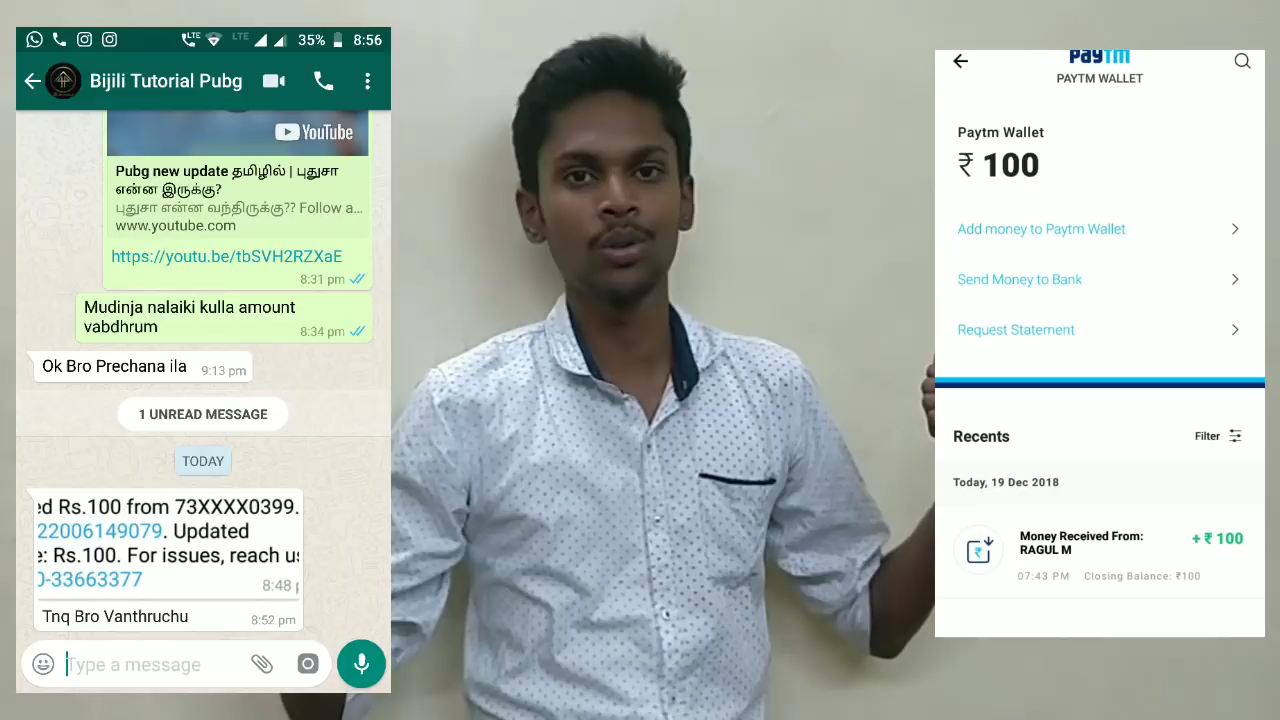 LTE LTE 35% 8:56
Bijili Tutorial Pubg
YouTube
Pubg new update தமிழில் | புதுசா
என்ன இருக்கு?
புதுசா என்ன வந்திருக்கு?? Follow a...
www.youtube.com
https://youtu.be/tbSVH2RZXaE
8:31 pm
Mudinja nalaiki kulla amount
vabdhrum
8:34 pm
Ok Bro Prechana ila 9:13 pm
1 UNREAD MESSAGE
TODAY
ed Rs.100 from 73XXXX0399.
22006149079. Updated
e: Rs.100. For issues, reach us
0-33663377
8:48 p
Tnq Bro Vanthruchu 8:52 pm
Type a message
Paytm
PAYTM WALLET
Paytm Wallet
₹ 100
Add money to Paytm Wallet
Send Money to Bank
Request Statement
Recents Filter
Today, 19 Dec 2018
Money Received From: + ₹ 100
RAGUL M
07:43 PM Closing Balance: ₹100